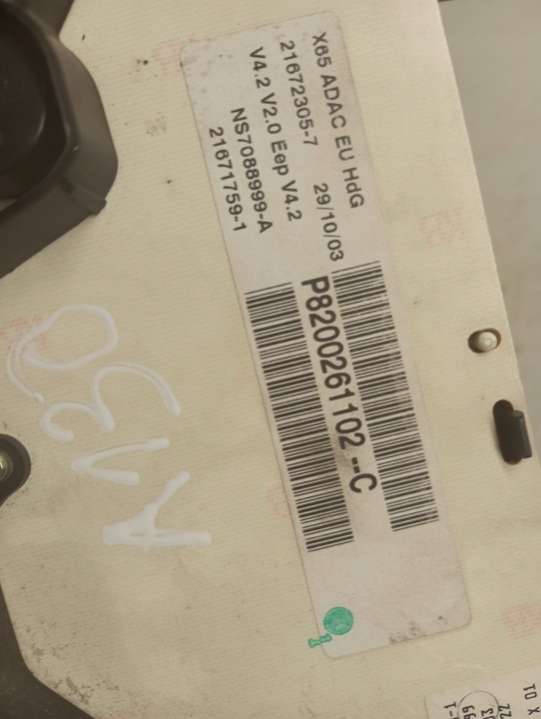 X65 ADAC EU HdG
21672305-7 29/10/03
V4.2 V2.0 Eep V4.2
NS7088999-A
21671759-1
P8200261102--C